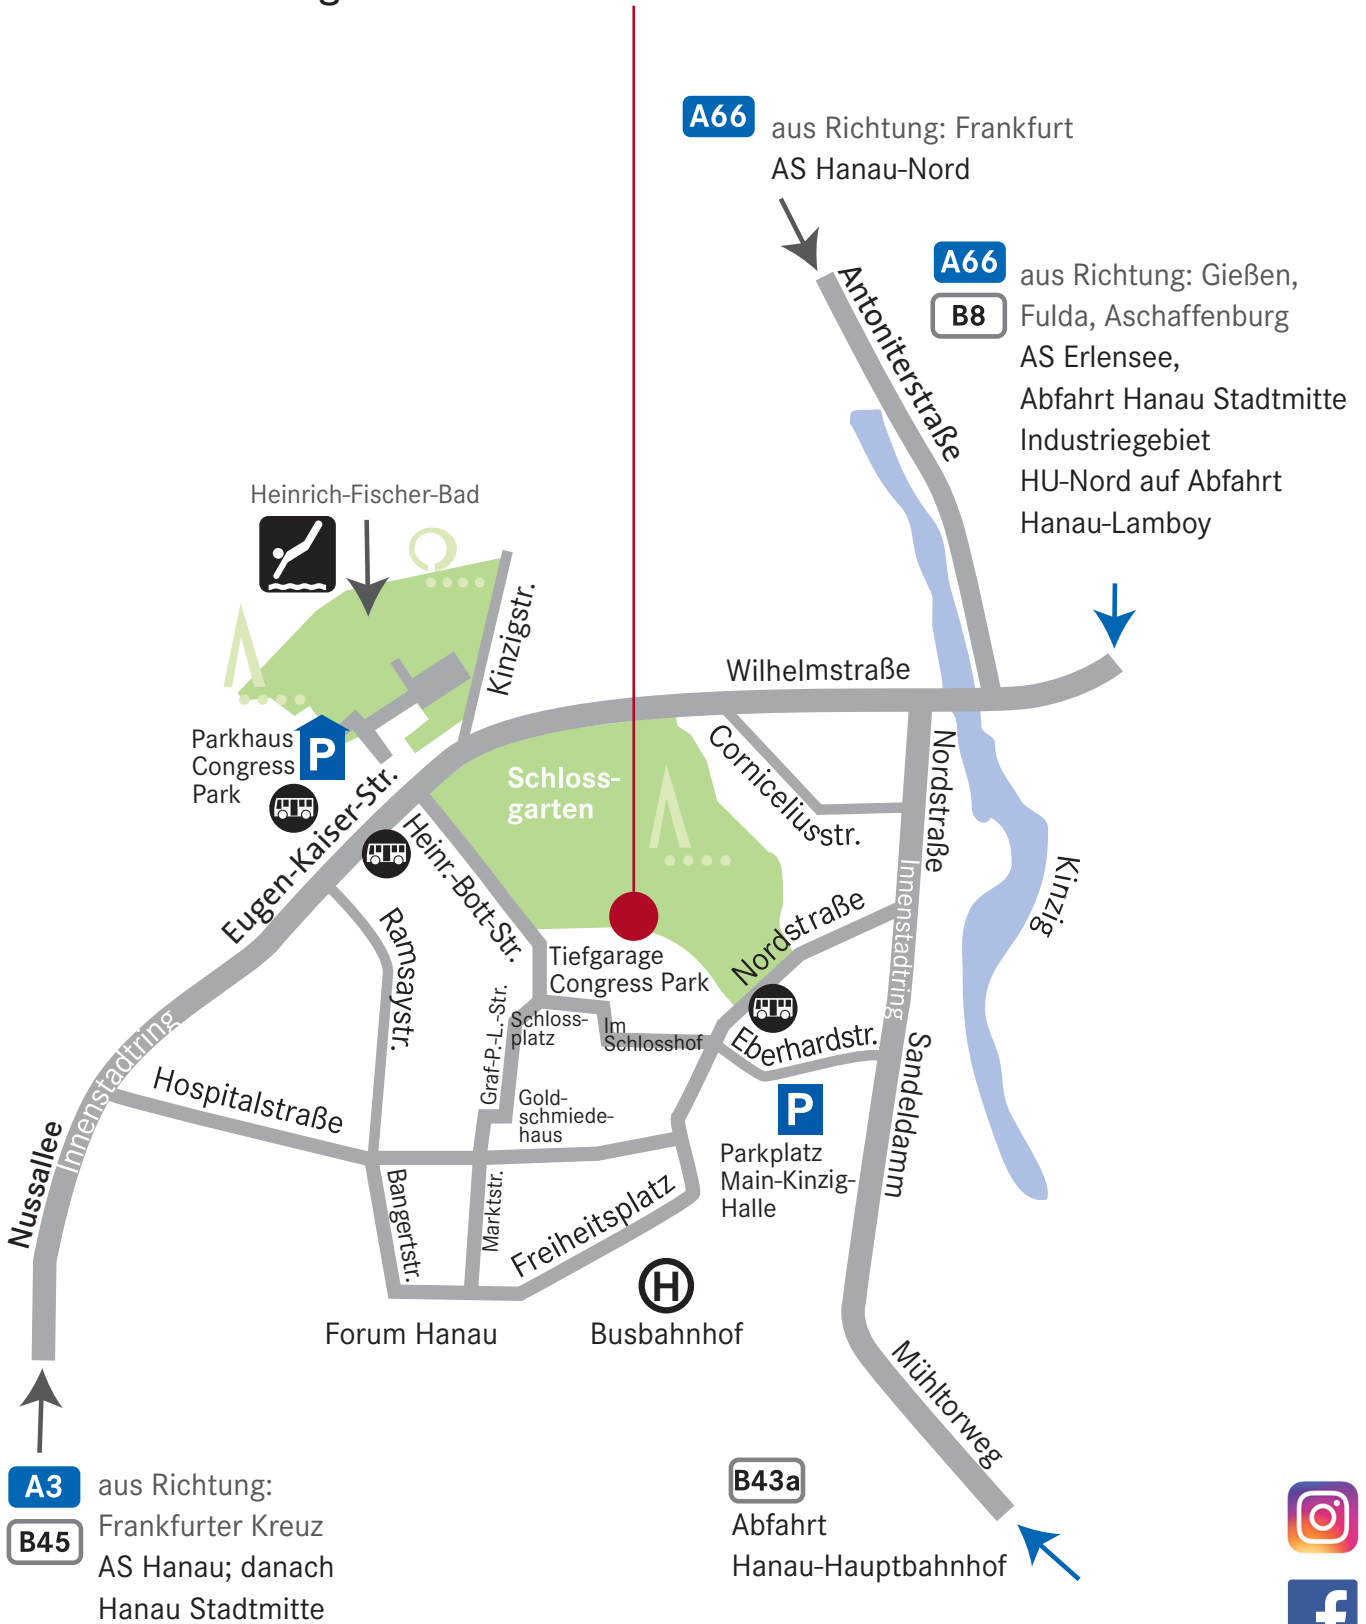 A66
aus Richtung: Frankfurt
AS Hanau-Nord
A66
B8
aus Richtung: Gießen,
Fulda, Aschaffenburg
AS Erlensee,
Abfahrt Hanau Stadtmitte
Industriegebiet
HU-Nord auf Abfahrt
Hanau-Lamboy
Antoniterstraße
Heinrich-Fischer-Bad
Kinzigstr.
Wilhelmstraße
Parkhaus
Congress
Park
P
Eugen-Kaiser-Str.
Schloss-
garten
Corniceliusstr.
Nordstraße
Kinzig
Heinr.-Bott-Str.
Innenstadtring
Nordstraße
Ramsaystr.
Tiefgarage
Congress Park
Graf-P.-L.-Str.
Schloss-
platz
Im
Schlosshof
Eberhardstr.
Sandeldamm
Innenstadtring
Hospitalstraße
Gold-
schmiede-
haus
P
Parkplatz
Main-Kinzig-
Halle
Nussallee
Bangertstr.
Marktstr.
Freiheitsplatz
H
Forum Hanau
Busbahnhof
Mühltorweg
A3
B45
aus Richtung:
Frankfurter Kreuz
AS Hanau; danach
Hanau Stadtmitte
B43a
Abfahrt
Hanau-Hauptbahnhof
f